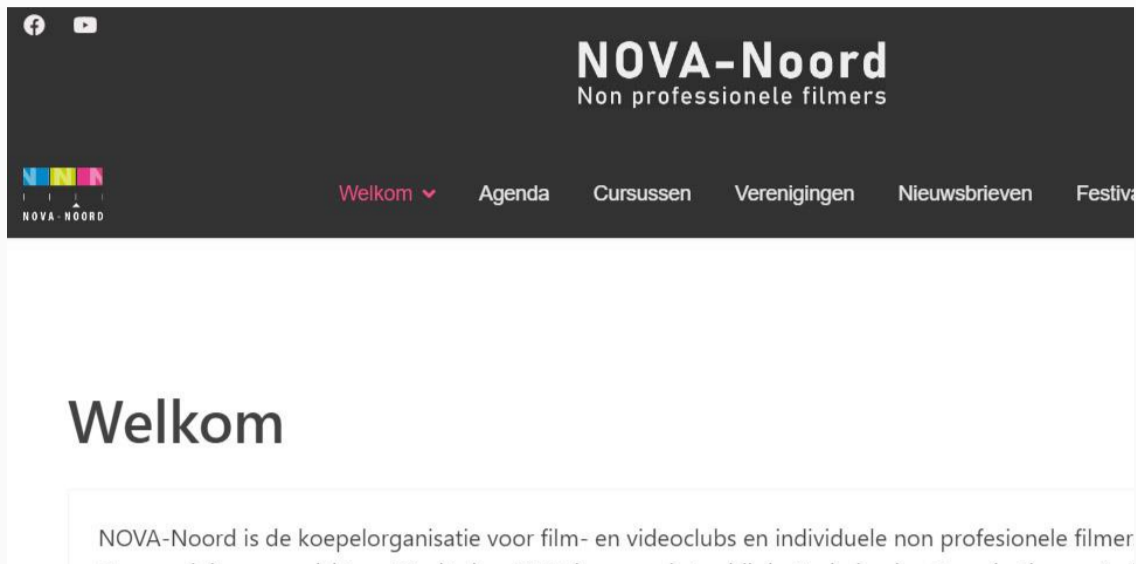 NOVA-Noord
Non professionele filmers
N N N
NOVA-NOORD
Welkom Agenda Cursussen Verenigingen Nieuwsbrieven Festiva
Welkom
NOVA-Noord is de koepelorganisatie voor film- en videoclubs en individuele non profesionele filmer